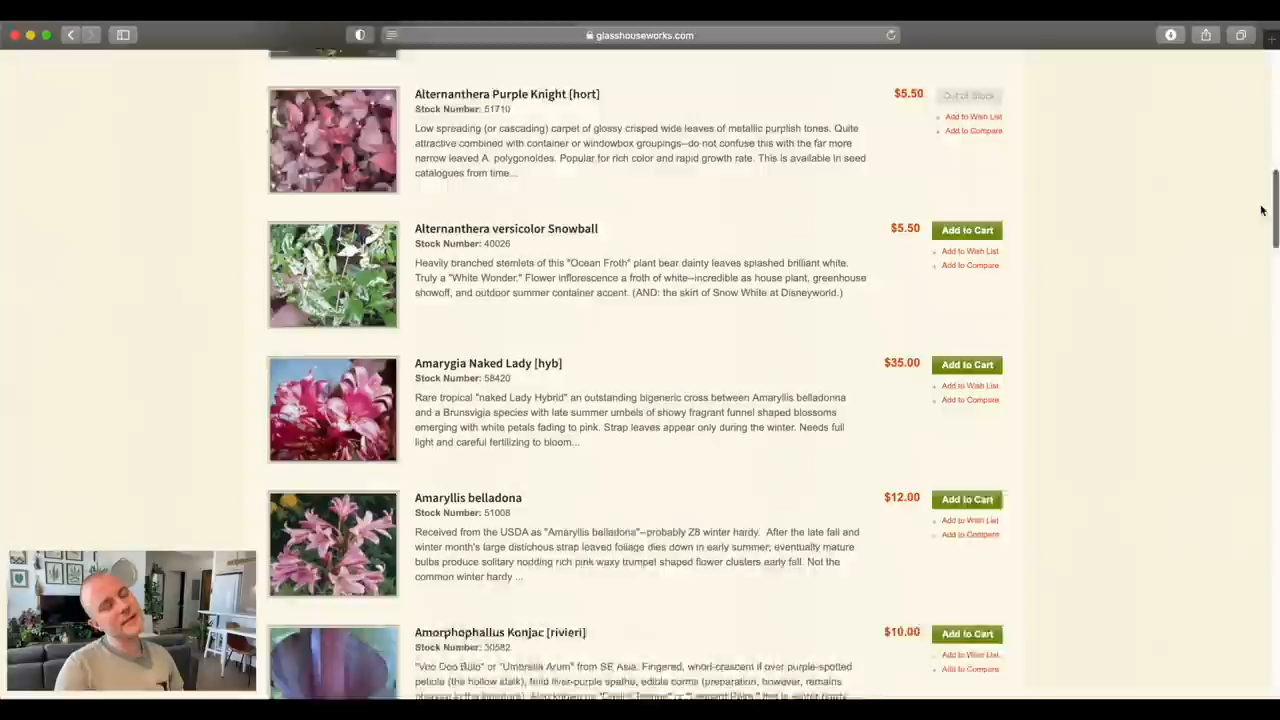 glasshouseworks.com
Alternanthera Purple Knight [hort]
$5.50
Stock Number: 51710
Out of Stock
Low spreading (or cascading) carpet of glossy crisped wide leaves of metallic purplish tones. Quite
Add to Wish List
attractive combined with container or windowbox groupings--do not confuse this with the far more
Add to Compare
narrow leaved A. polygonoides. Popular for rich color and rapid growth rate. This is available in seed
catalogues from time...
Alternanthera versicolor Snowball
$5.50
Add to Cart
Stock Number: 40026
Add to Wish List
Heavily branched stemlets of this "Ocean Froth" plant bear dainty leaves splashed brilliant white.
Add to Compare
Truly a "White Wonder." Flower inflorescence a froth of white--incredible as house plant, greenhouse
showoff, and outdoor summer container accent. (AND: the skirt of Snow White at Disneyworld.)
Amarygia Naked Lady [hyb]
$35.00
Add to Cart
Stock Number: 58420
Add to Wish List
Rare tropical "naked Lady Hybrid" an outstanding bigeneric cross between Amaryllis belladonna
Add to Compare
and a Brunsvigia species with late summer umbels of showy fragrant funnel shaped blossoms
emerging with white petals fading to pink. Strap leaves appear only during the winter. Needs full
light and careful fertilizing to bloom...
Amaryllis belladona
$12.00
Add to Cart
Stock Number: 51008
Add to Wish List
Received from the USDA as "Amaryllis belladona"--probably Z8 winter hardy. After the late fall and
Add to Compare
winter month's large distichous strap leaved foliage dies down in early summer; eventually mature
bulbs produce solitary nodding rich pink waxy trumpet shaped flower clusters early fall. Not the
common winter hardy ...
Amorphophallus Konjac [rivieri]
$10.00
Add to Cart
Stock Number: 30582
Add to Wish List
"Voo Doo Bulb" or "Umbrella Arum" from SE Asia. Fingered, whorl-crescent if over purple-spotted
Add to Compare
petiole (the hollow stalk), fetid liver-purple spathe, edible corms (preparation, however, remains